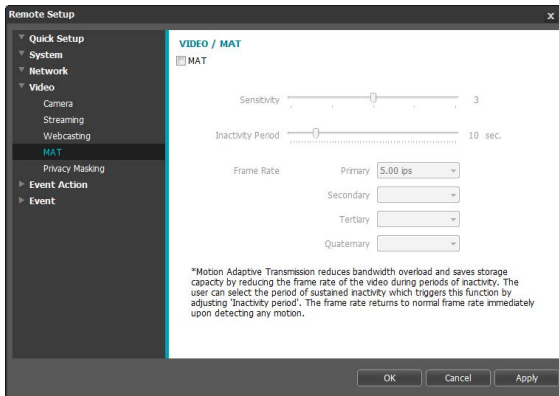 Remote Setup
x
Quick Setup
System
Network
Video
Camera
Streaming
Webcasting
MAT
Privacy Masking
Event Action
Event
VIDEO / MAT
MAT
Sensitivity 3
Inactivity Period 10 sec.
Frame Rate Primary 5.00 ips
Secondary
Tertiary
Quaternary
*Motion Adaptive Transmission reduces bandwidth overload and saves storage
capacity by reducing the frame rate of the video during periods of inactivity. The
user can select the period of sustained inactivity which triggers this function by
adjusting 'Inactivity period'. The frame rate returns to normal frame rate immediately
upon detecting any motion.
OK Cancel Apply